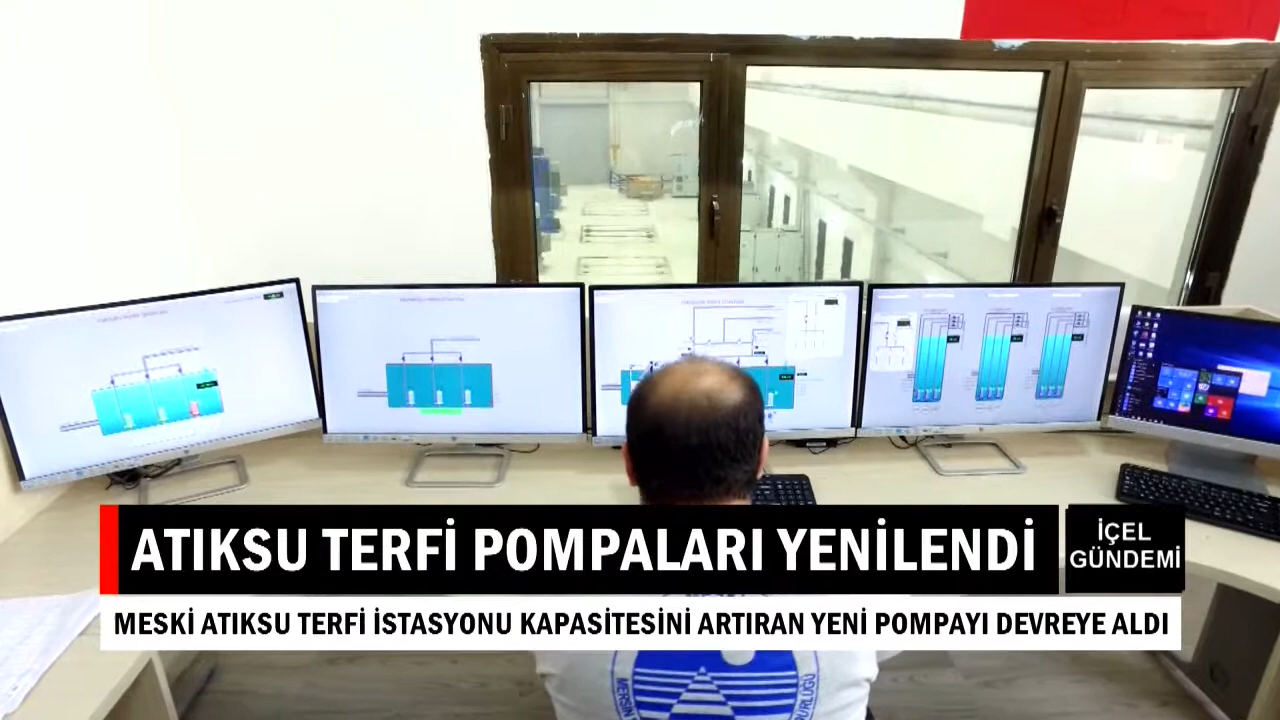 ATIKSU TERFİ POMPALARI YENİLENDİ
İÇEL
GÜNDEMİ
MESKİ ATIKSU TERFİ İSTASYONU KAPASİTESİNİ ARTIRAN YENİ POMPAYI DEVREYE ALDI
MERSİN